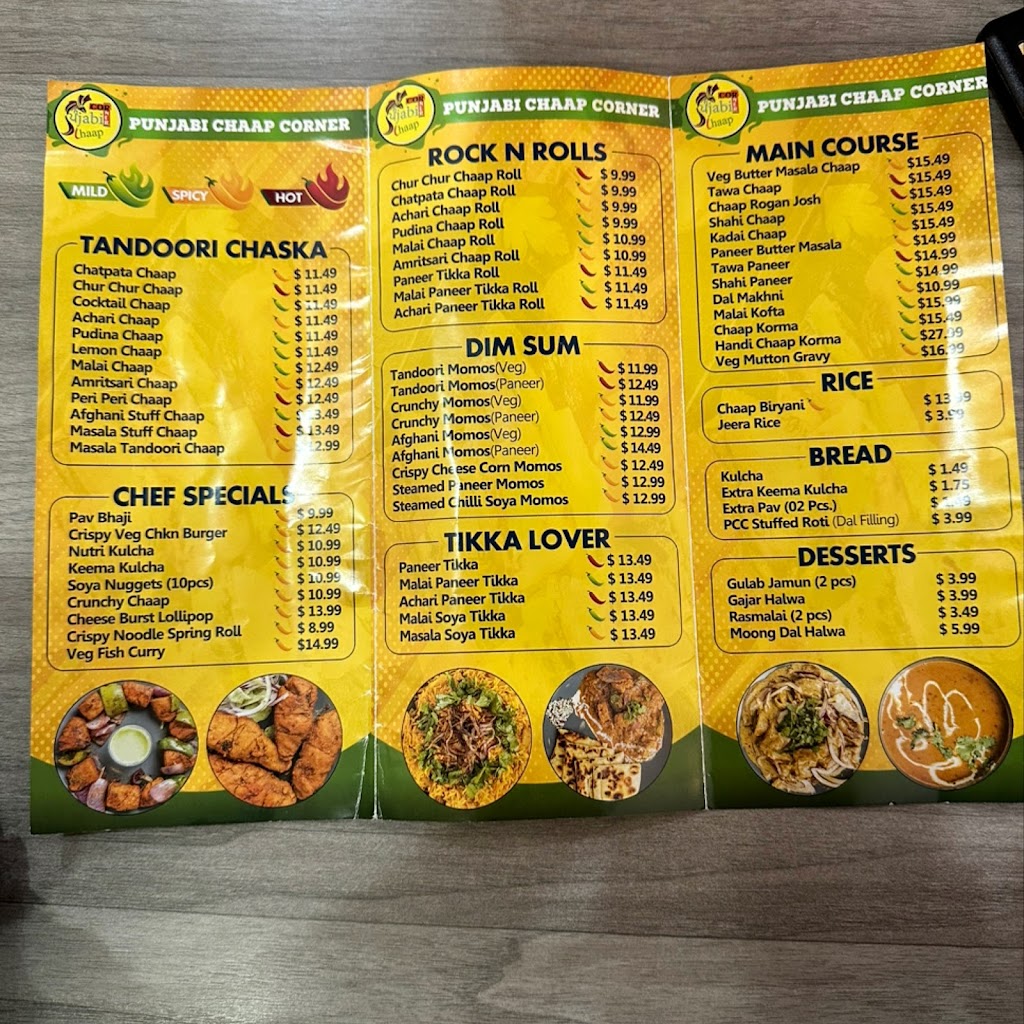 PUNJABI CHAAP CORNER
MILD SPICY HOT
TANDOORI CHASKA
Chatpata Chaap $ 11.49
Chur Chur Chaap $ 11.49
Cocktail Chaap $ 11.49
Achari Chaap $ 11.49
Pudina Chaap $ 11.49
Lemon Chaap $ 11.49
Malai Chaap $ 12.49
Amritsari Chaap $ 12.49
Peri Peri Chaap $ 12.49
Afghani Stuff Chaap
Masala Stuff Chaap $ 13.49
Masala Tandoori Chaap
CHEF SPECIALS
Pav Bhaji $ 9.99
Crispy Veg Chkn Burger $ 12.49
Nutri Kulcha $ 10.99
Keema Kulcha $ 10.99
Soya Nuggets (10pcs) $ 10.99
Crunchy Chaap $ 10.99
Cheese Burst Lollipop $ 13.99
Crispy Noodle Spring Roll $ 8.99
Veg Fish Curry $14.99
PUNJABI CHAAP CORNER
ROCK N ROLLS
Chur Chur Chaap Roll $ 9.99
Chatpata Chaap Roll $ 9.99
Achari Chaap Roll $ 9.99
Pudina Chaap Roll $ 9.99
Malai Chaap Roll $ 10.99
Amritsari Chaap Roll $ 10.99
Paneer Tikka Roll $ 11.49
Malai Paneer Tikka Roll $ 11.49
Achari Paneer Tikka Roll $ 11.49
DIM SUM
Tandoori Momos(Veg) $ 11.99
Tandoori Momos(Paneer) $ 12.49
Crunchy Momos(Veg) $ 11.99
Crunchy Momos(Paneer) $ 12.49
Afghani Momos(Veg) $ 12.99
Afghani Momos(Paneer) $ 14.49
Crispy Cheese Corn Momos $ 12.49
Steamed Paneer Momos $ 12.99
Steamed Chilli Soya Momos $ 12.99
TIKKA LOVER
Paneer Tikka $ 13.49
Malai Paneer Tikka $ 13.49
Achari Paneer Tikka $ 13.49
Malai Soya Tikka $ 13.49
Masala Soya Tikka $ 13.49
PUNJABI CHAAP CORNER
MAIN COURSE
Veg Butter Masala Chaap $15.49
Tawa Chaap $15.49
Chaap Rogan Josh $15.49
Shahi Chaap $15.49
Kadai Chaap $15.49
Paneer Butter Masala $14.99
Tawa Paneer $14.99
Shahi Paneer $14.99
Dal Makhni $10.99
Malai Kofta $15.99
Chaap Korma $15.49
Handi Chaap Korma $27.99
Veg Mutton Gravy $16.99
RICE
Chaap Biryani $ 13.99
Jeera Rice $ 3.99
BREAD
Kulcha $ 1.49
Extra Keema Kulcha $ 1.75
Extra Pav (02 Pcs.)
PCC Stuffed Roti (Dal Filling) $ 3.99
DESSERTS
Gulab Jamun (2 pcs) $ 3.99
Gajar Halwa $ 3.99
Rasmalai (2 pcs) $ 3.49
Moong Dal Halwa $ 5.99